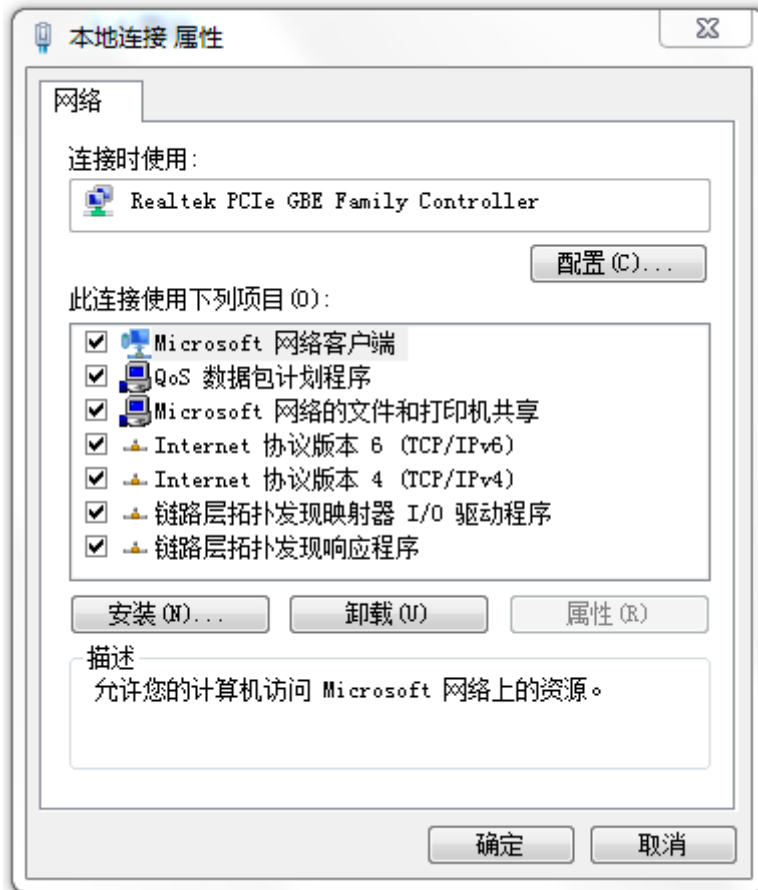 本地连接 属性
网络
连接时使用:
Realtek PCIe GBE Family Controller
配置(C)...
此连接使用下列项目(O):
Microsoft 网络客户端
QoS 数据包计划程序
Microsoft 网络的文件和打印机共享
Internet 协议版本 6 (TCP/IPv6)
Internet 协议版本 4 (TCP/IPv4)
链路层拓扑发现映射器 I/O 驱动程序
链路层拓扑发现响应程序
安装(N)... 卸载(U) 属性(R)
描述
允许您的计算机访问 Microsoft 网络上的资源。
确定 取消